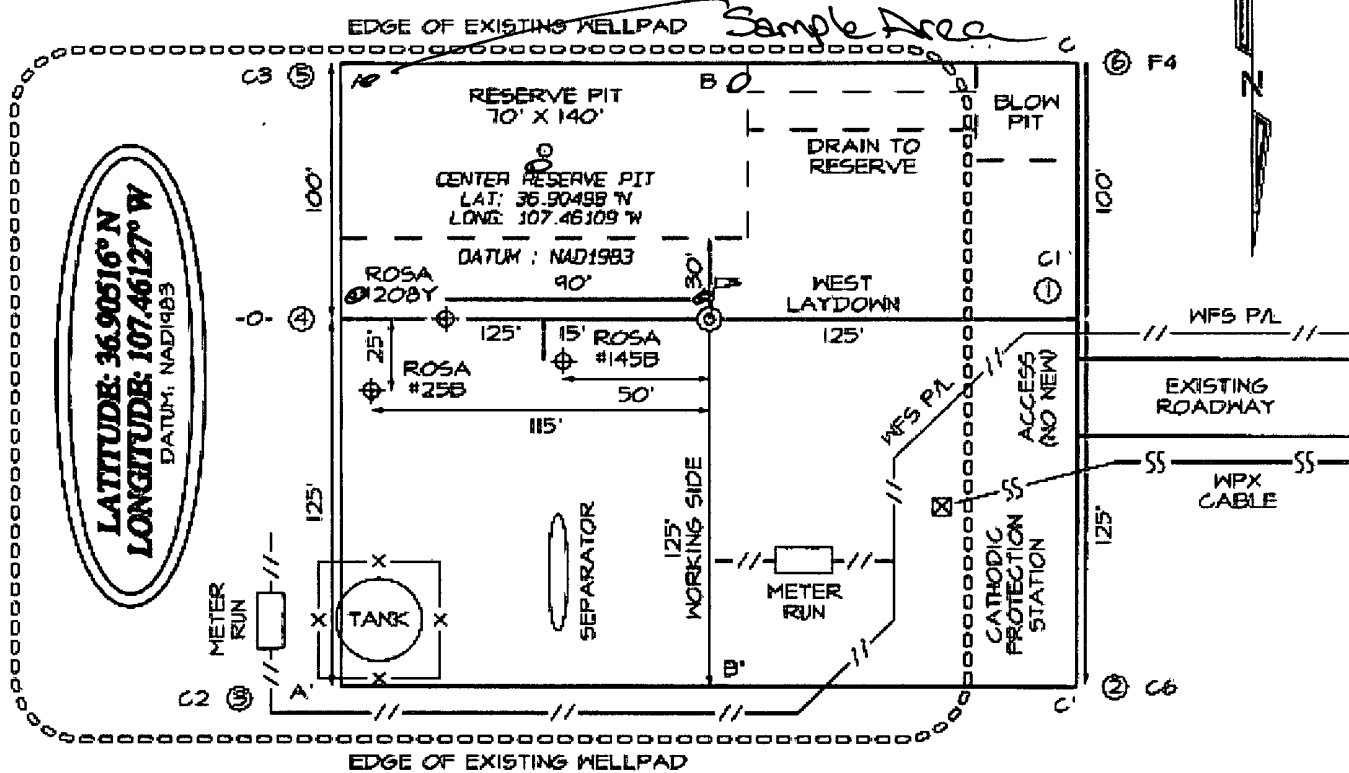 EDGE OF EXISTING WELLPAD
Sample Area
C3 ⑤
A
B
C
⑥ F4
N
RESERVE PIT
70' X 140'
BLOW
PIT
DRAIN TO
RESERVE
CENTER RESERVE PIT
LAT: 36.90498 °N
LONG: 107.46109 °W
DATUM : NAD1983
100'
100'
LATITUDE: 36.90516° N
LONGITUDE: 107.46127° W
DATUM: NAD1983
ROSA
#208Y
90'
30'
WEST
LAYDOWN
C1
①
-0- ④
125'
15'
125'
25'
ROSA
#145B
ROSA
#25B
50'
115'
WFS P/L
WFS P/L
ACCESS
(NO NEW)
EXISTING
ROADWAY
SS
SS
SS
WPX
CABLE
125'
125'
WORKING SIDE
125'
METER
RUN
TANK
SEPARATOR
METER
RUN
CATHODIC
PROTECTION
STATION
C2 ③
A'
B'
C'
② C6
EDGE OF EXISTING WELLPAD